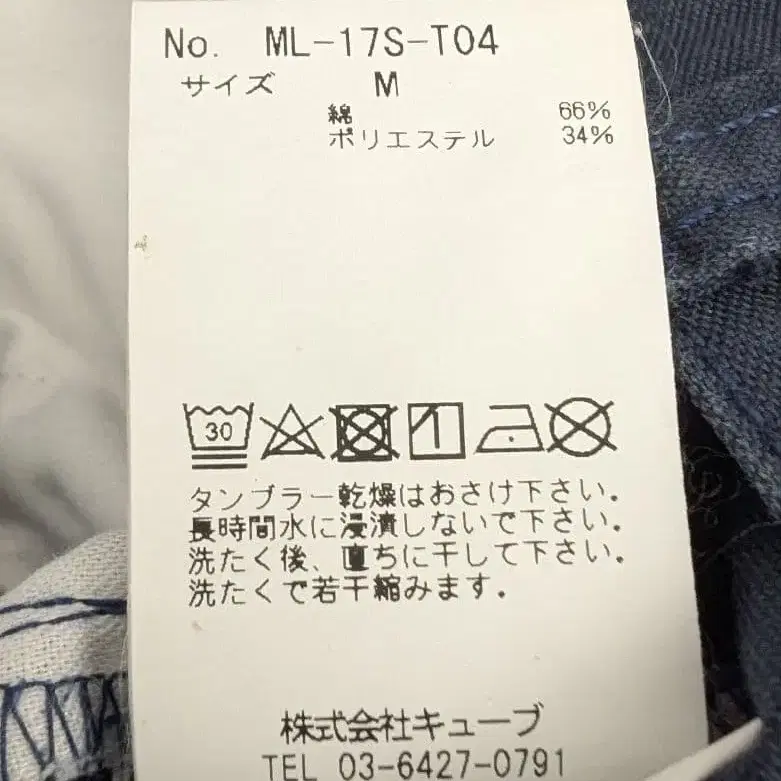 No. ML-17S-T04
サイズ M
綿 66%
ポリエステル 34%
30
タンブラー乾燥はおさけ下さい。
長時間水に浸漬しないで下さい。
洗たく後、直ちに干して下さい。
洗たくで若干縮みます。
株式会社キューブ
TEL 03-6427-0791